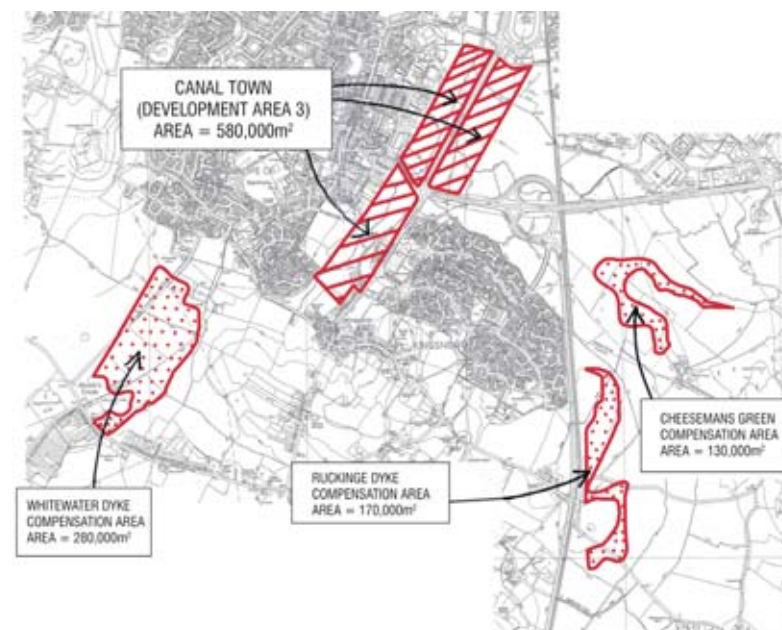 CANAL TOWN
(DEVELOPMENT AREA 3)
AREA = 580,000m²
CHEESEMANS GREEN
COMPENSATION AREA
AREA = 130,000m²
RUCKINGE DYKE
COMPENSATION AREA
AREA = 170,000m²
WHITEWATER DYKE
COMPENSATION AREA
AREA = 280,000m²